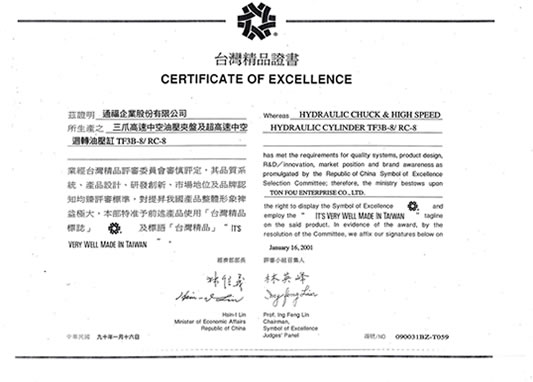 台灣精品證書
CERTIFICATE OF EXCELLENCE
茲證明 通福企業股份有限公司
所生產之 三爪高速中空油壓夾盤及超高速中空
迴轉油壓缸 TF3B-8/ RC-8
業經台灣精品評審委員會審慎評定，其品質系
統、產品設計、研發創新、市場地位及品牌認
知均臻評審標準，對提昇我國產品整體形象裨
益極大，本部特准予前述產品使用「台灣精品
標誌」 及標語「台灣精品」 " IT'S
VERY WELL MADE IN TAIWAN " 。
經濟部部長
評審小組召集人
林信義
林英峰
中華民國 九十年一月十六日
Whereas HYDRAULIC CHUCK & HIGH SPEED
HYDRAULIC CYLINDER TF3B-8/ RC-8
has met the requirements for quality systems, product design,
R&D/innovation, market position and brand awareness as
promulgated by the Republic of China Symbol of Excellence
Selection Committee; therefore, the ministry bestows upon
TON FOU ENTERPRISE CO., LTD.
the right to display the Symbol of Excellence and
employ the " IT'S VERY WELL MADE IN TAIWAN " tagline
on the said product. In evidence of the award, by the
resolution of the Committee, we affix our signatures below on
January 16, 2001
Hsin-I Lin
Minister of Economic Affairs
Republic of China
Prof. Ing Fang Lin
Chairman,
Symbol of Excellence
Judges' Panel
證號/NO 090031BZ-T059